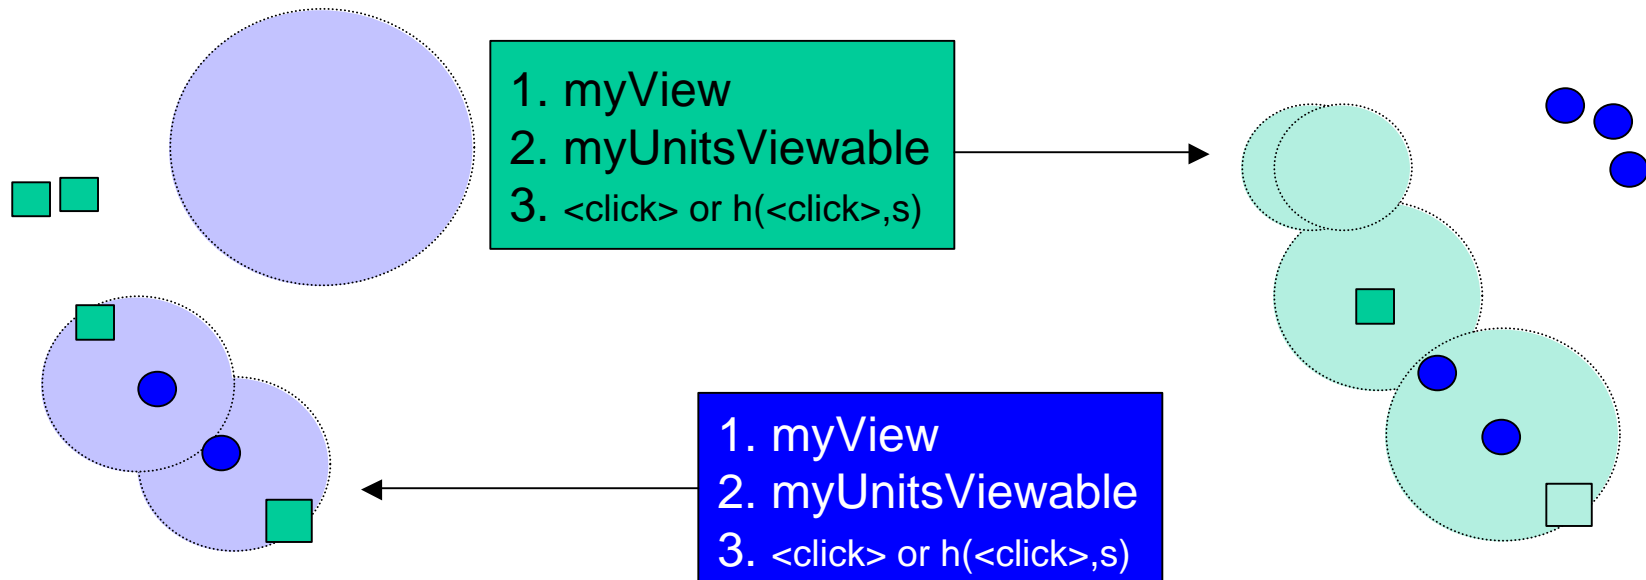 1. myView
2. myUnitsViewable
3. <click> or h(<click>,s)
1. myView
2. myUnitsViewable
3. <click> or h(<click>,s)